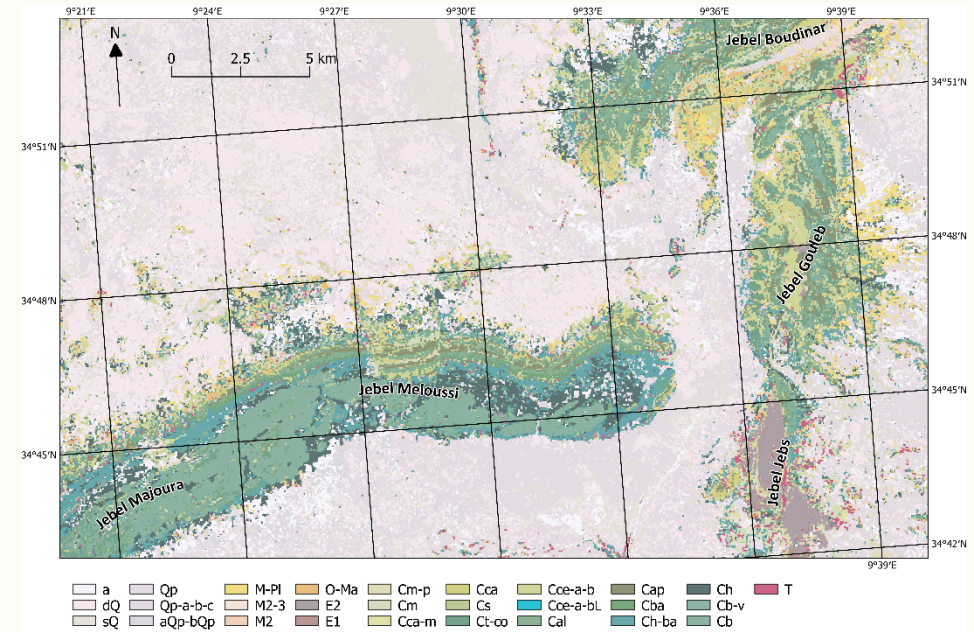 9°21'E 9°24'E 9°27'E 9°30'E 9°33'E 9°36'E 9°39'E
N
0 2.5 5 km
Jebel Boudinar
34°51'N
34°51'N
34°48'N
Jebel Gouleb
34°48'N
Jebel Meloussi
34°45'N
34°45'N
Jebel Majoura
Jebel Jebs
34°42'N
9°39'E
a Qp M-Pl O-Ma Cm-p Cca Cce-a-b Cap Ch T
dQ Qp-a-b-c M2-3 E2 Cm Cs Cce-a-bL Cba Cb-v
sQ aQp-bQp M2 E1 Cca-m Ct-co Cal Ch-ba Cb